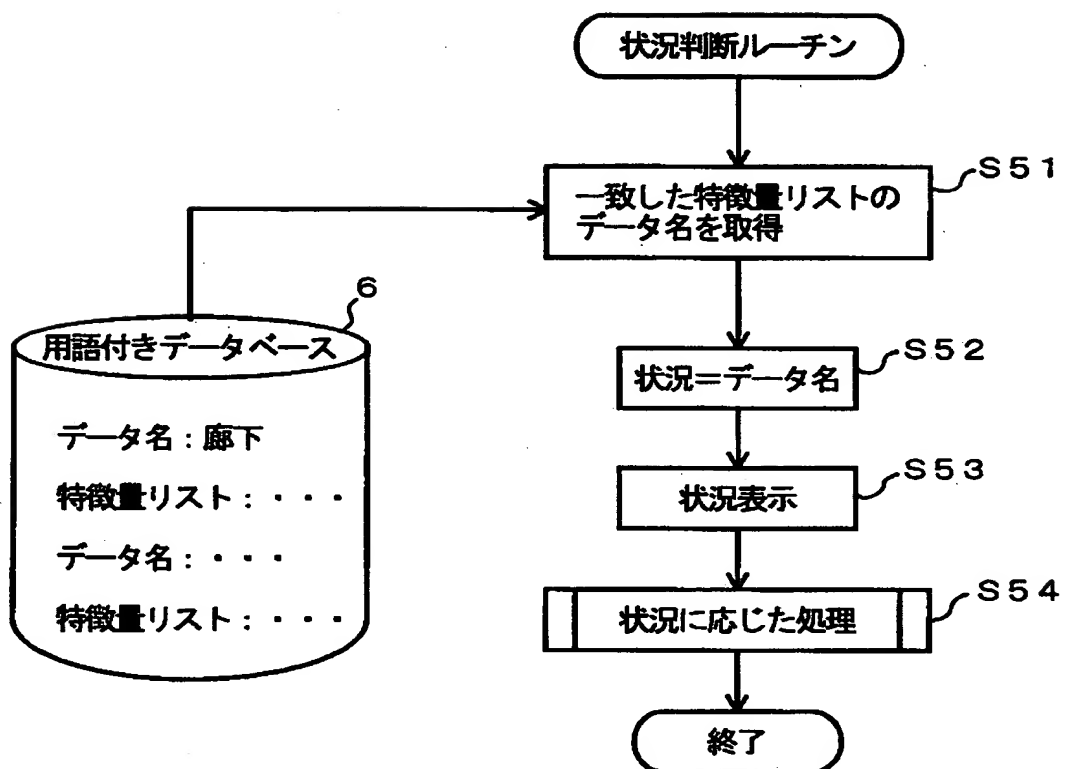 状況判断ルーチン
S51
一致した特徴量リストの
データ名を取得
6
用語付きデータベース
データ名：廊下
特徴量リスト：・・・
データ名：・・・
特徴量リスト：・・・
S52
状況＝データ名
S53
状況表示
S54
状況に応じた処理
終了